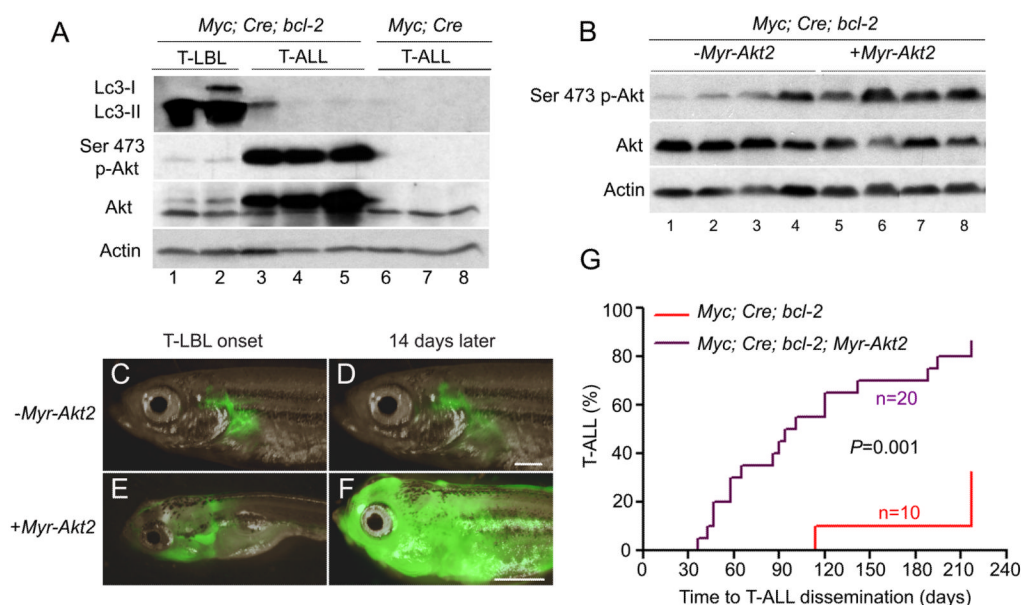 A
Myc; Cre; bcl-2 Myc; Cre
T-LBL T-ALL T-ALL
Lc3-I
Lc3-II
Ser 473
p-Akt
Akt
Actin
1 2 3 4 5 6 7 8
B
Myc; Cre; bcl-2
-Myr-Akt2 +Myr-Akt2
Ser 473 p-Akt
Akt
Actin
1 2 3 4 5 6 7 8
T-LBL onset 14 days later
C D
-Myr-Akt2
E F
+Myr-Akt2
G
100
80
60
40
20
0
T-ALL (%)
Myc; Cre; bcl-2
Myc; Cre; bcl-2; Myr-Akt2
n=20
P=0.001
n=10
0 30 60 90 120 150 180 210 240
Time to T-ALL dissemination (days)